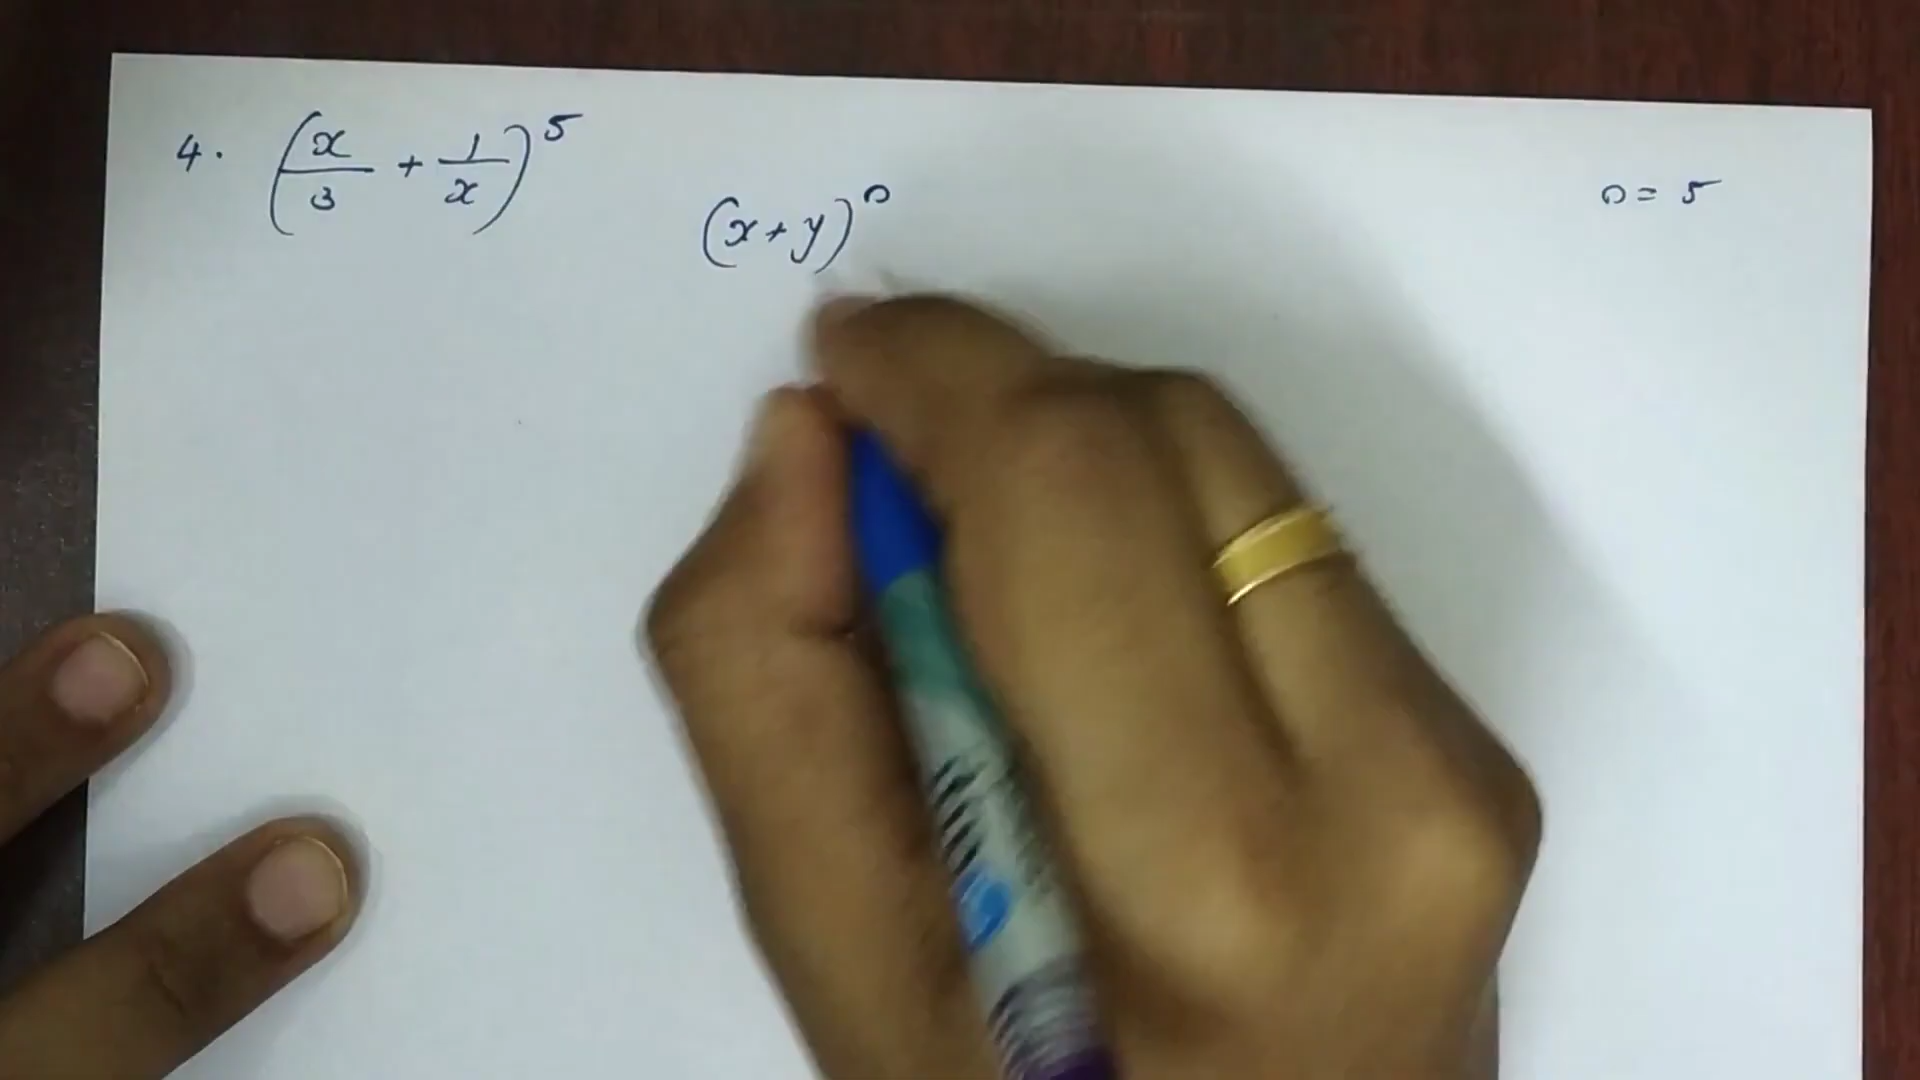 4. (x/3 + 1/x)^5
(x+y)^n
n = 5